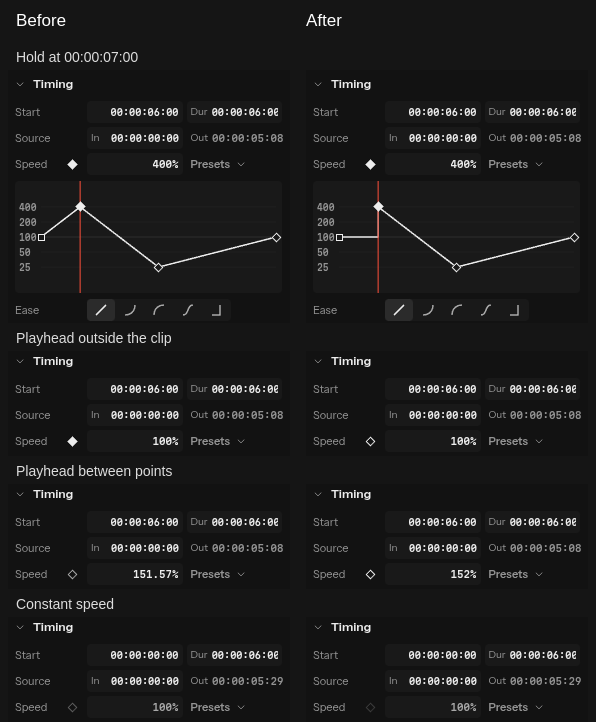 Before After
Hold at 00:00:07:00
Timing Timing
Start 00:00:06:00 Dur 00:00:06:00 Start 00:00:06:00 Dur 00:00:06:00
Source In 00:00:00:00 Out 00:00:05:08 Source In 00:00:00:00 Out 00:00:05:08
Speed 400% Presets Speed 400% Presets
400 400
200 200
100 100
50 50
25 25
Ease Ease
Playhead outside the clip
Timing Timing
Start 00:00:06:00 Dur 00:00:06:00 Start 00:00:06:00 Dur 00:00:06:00
Source In 00:00:00:00 Out 00:00:05:08 Source In 00:00:00:00 Out 00:00:05:08
Speed 100% Presets Speed 100% Presets
Playhead between points
Timing Timing
Start 00:00:06:00 Dur 00:00:06:00 Start 00:00:06:00 Dur 00:00:06:00
Source In 00:00:00:00 Out 00:00:05:08 Source In 00:00:00:00 Out 00:00:05:08
Speed 151.57% Presets Speed 152% Presets
Constant speed
Timing Timing
Start 00:00:00:00 Dur 00:00:06:00 Start 00:00:00:00 Dur 00:00:06:00
Source In 00:00:00:00 Out 00:00:05:29 Source In 00:00:00:00 Out 00:00:05:29
Speed 100% Presets Speed 100% Presets